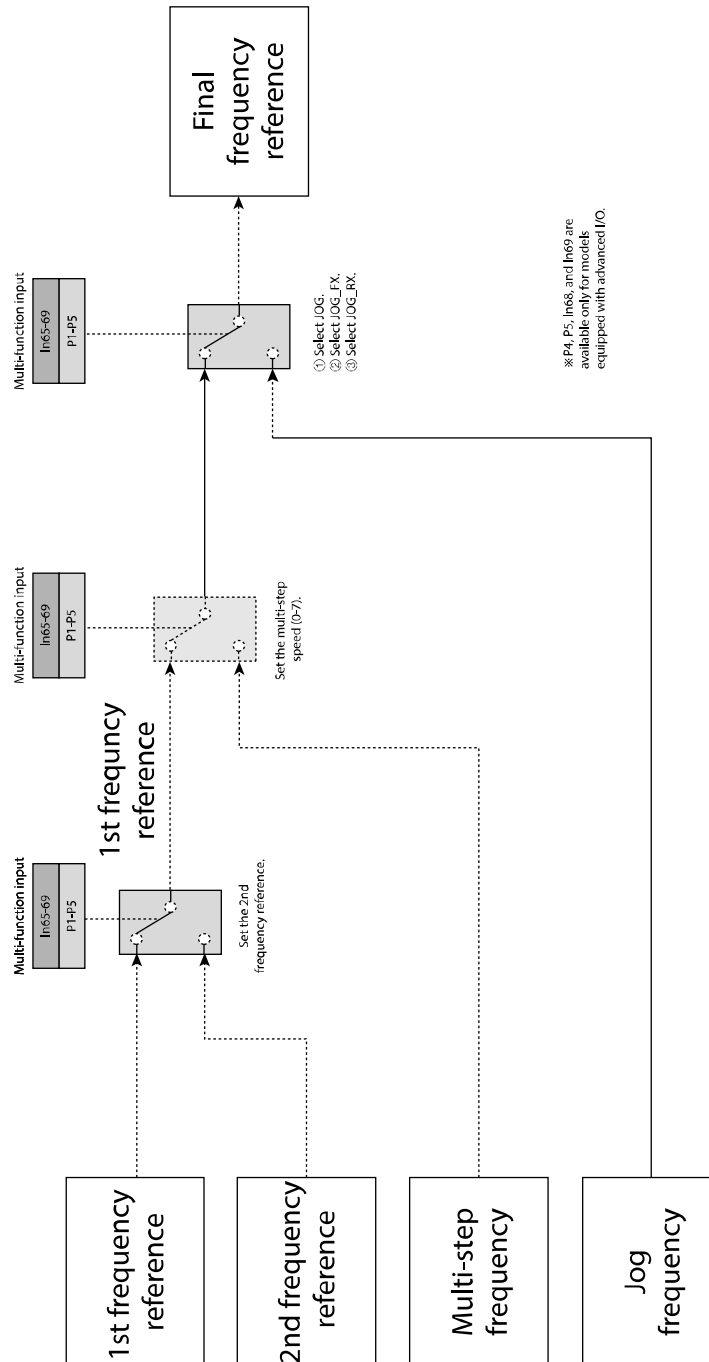 1st frequency
reference
2nd frequency
reference
Multi-step
frequency
Jog
frequency
Multi-function input
In65-69
P1-P5
Set the 2nd
frequency reference.
1st frequncy
reference
Multi-function input
In65-69
P1-P5
Set the multi-step
speed (0-7).
Multi-function input
In65-69
P1-P5
① Select JOG.
② Select JOG_FX.
③ Select JOG_RX.
Final
frequency
reference
※P4, P5, In68, and In69 are
available only for models
equipped with advanced I/O.